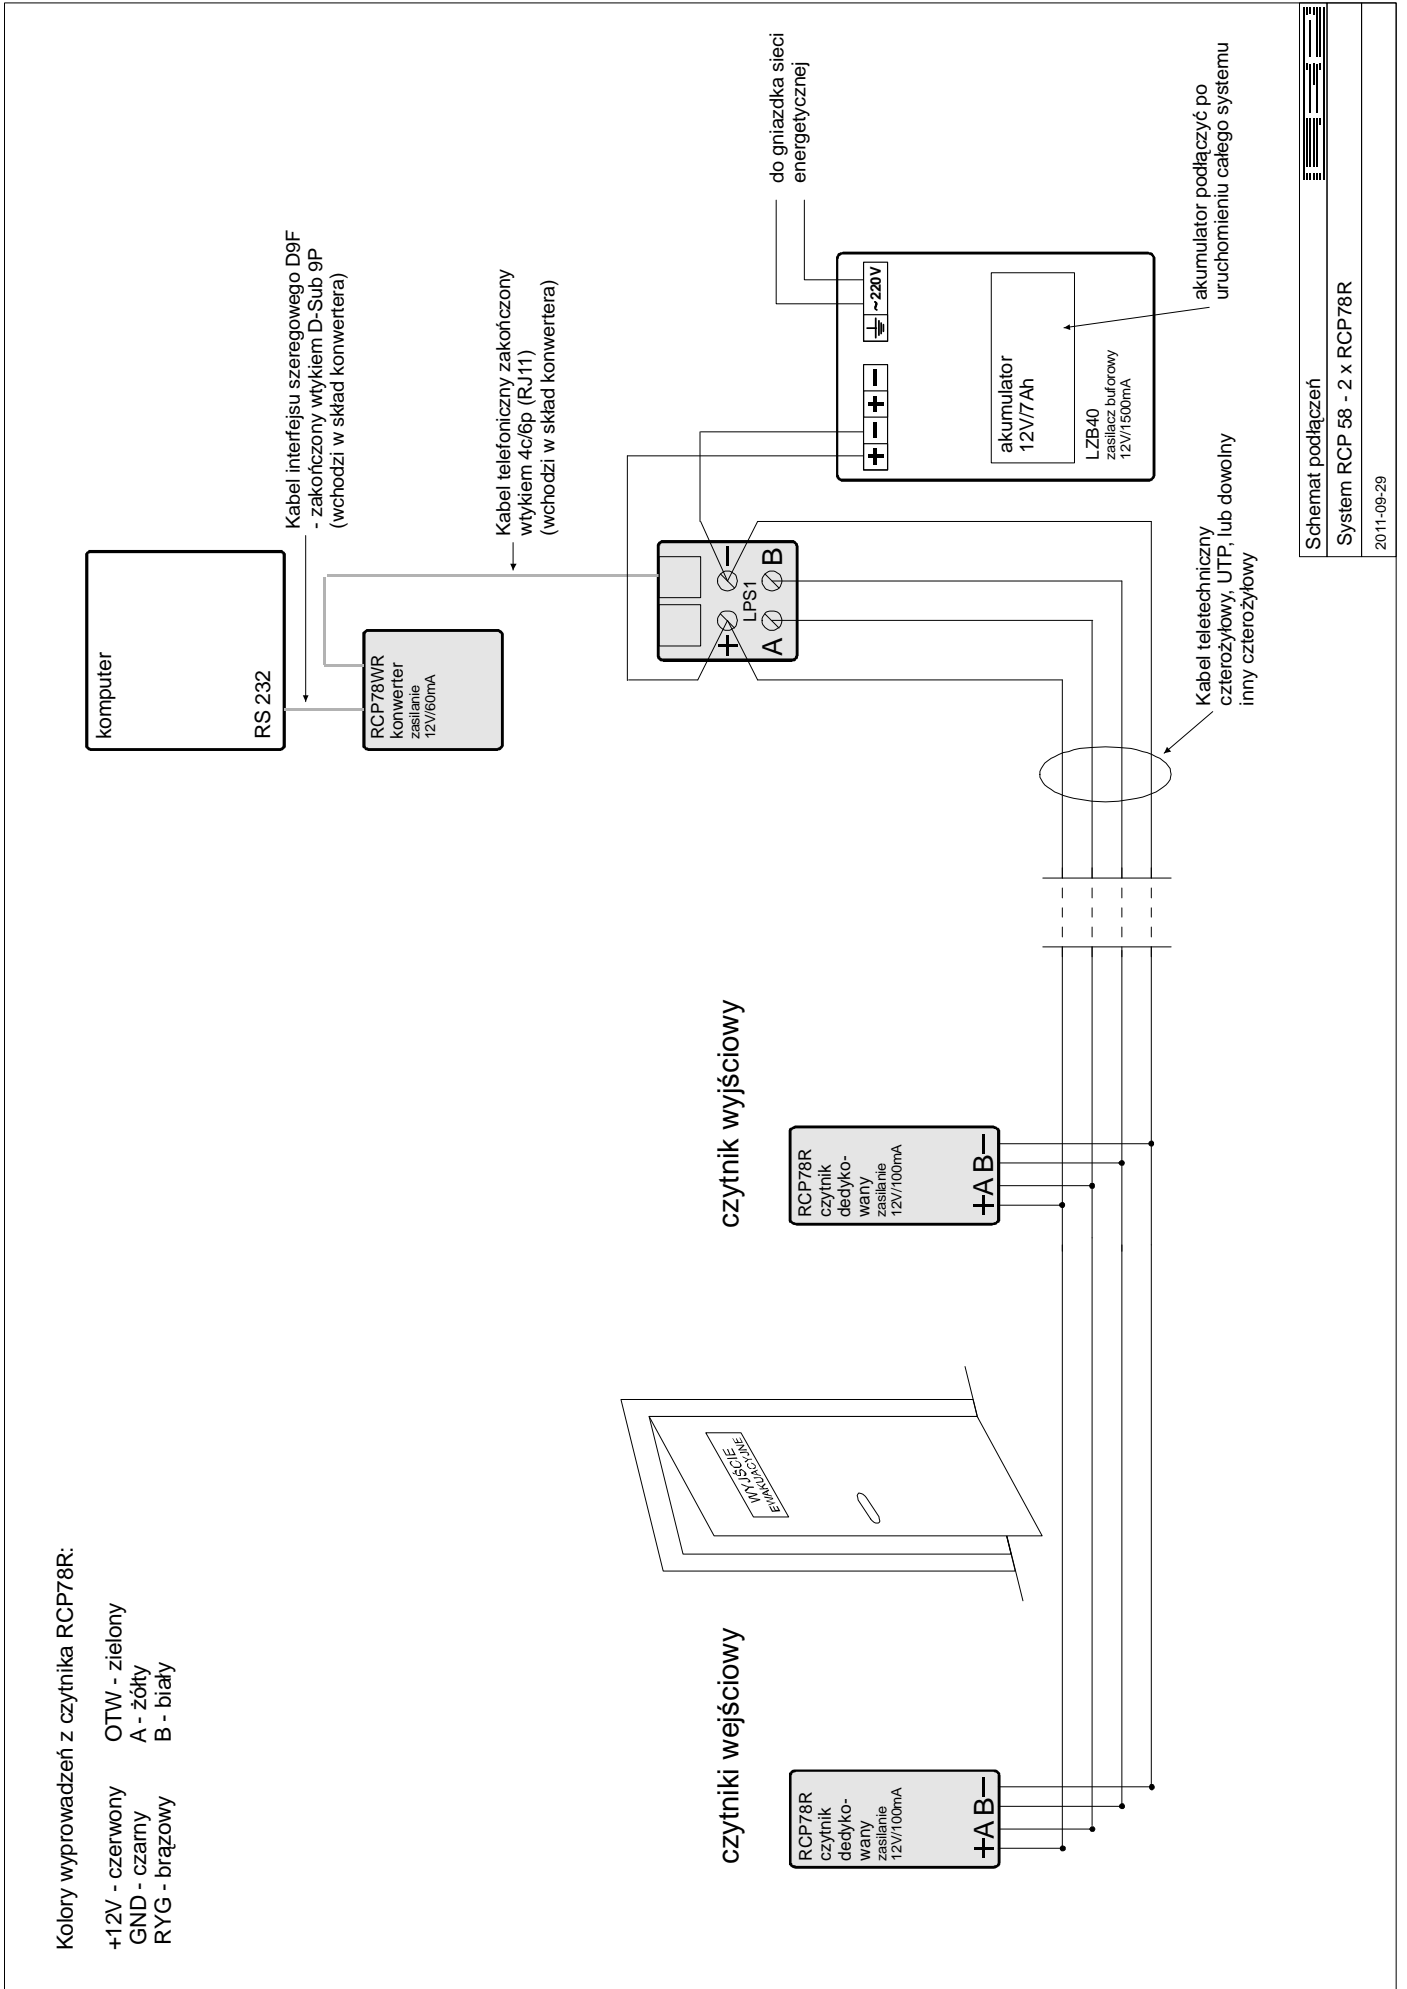 Kolory wyprowadzeń z czytnika RCP78R:
+12V - czerwony
GND - czarny
RYG - brązowy
OTW - zielony
A - żółty
B - biały
komputer
RS 232
Kabel interfejsu szeregowego D9F
- zakończony wtykiem D-Sub 9P
(wchodzi w skład konwertera)
RCP78WR
konwerter
zasilanie
12V/60mA
Kabel telefoniczny zakończony
wtykiem 4c/6p (RJ11)
(wchodzi w skład konwertera)
+ -
LPS1
A B
do gniazdka sieci
energetycznej
+ - + -
~220V
akumulator
12V/7Ah
LZB40
zasilacz buforowy
12V/1500mA
akumulator podłączyć po
uruchomieniu całego systemu
czytniki wejściowy
RCP78R
czytnik
dedyko-
wany
zasilanie
12V/100mA
+A B-
WYJŚCIE
EWAKUACYJNE
czytnik wyjściowy
RCP78R
czytnik
dedyko-
wany
zasilanie
12V/100mA
+A B-
Kabel teletechniczny
czterożyłowy, UTP, lub dowolny
inny czterożyłowy
Schemat podłączeń
System RCP 58 - 2 x RCP78R
2011-09-29